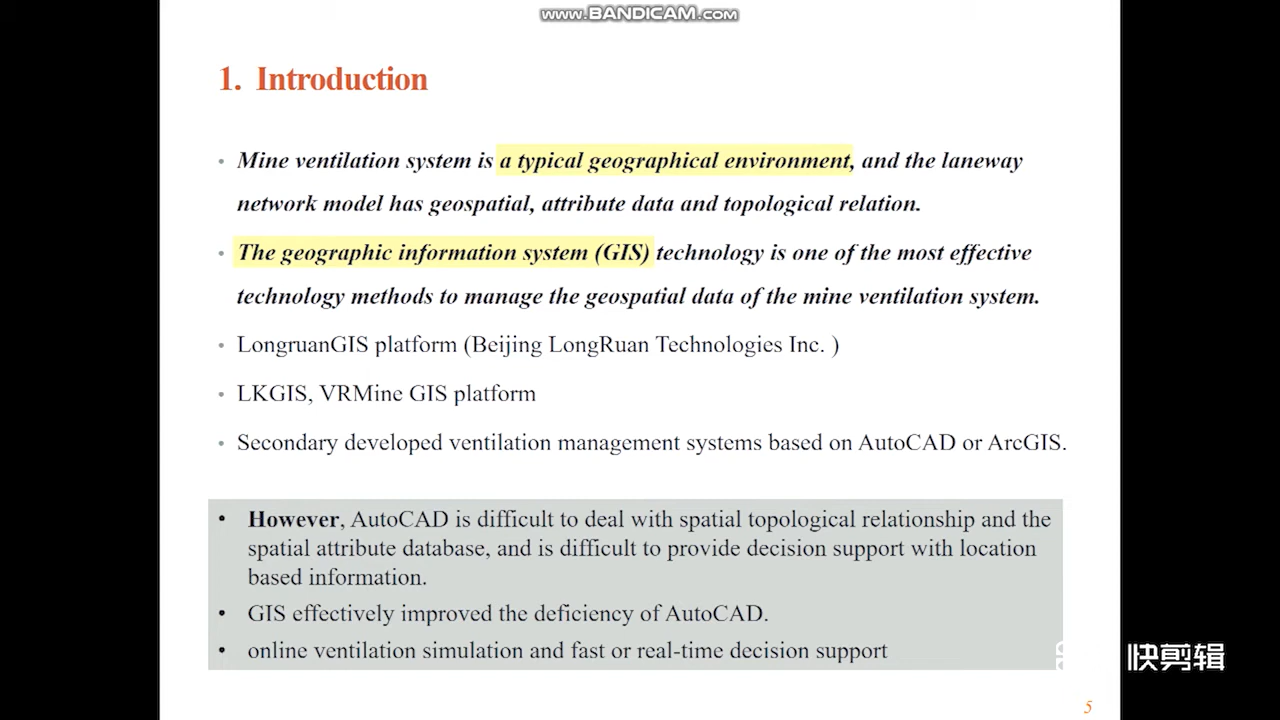 www.BANDICAM.com
1. Introduction
• Mine ventilation system is a typical geographical environment, and the laneway
network model has geospatial, attribute data and topological relation.
• The geographic information system (GIS) technology is one of the most effective
technology methods to manage the geospatial data of the mine ventilation system.
• LongruanGIS platform (Beijing LongRuan Technologies Inc. )
• LKGIS, VRMine GIS platform
• Secondary developed ventilation management systems based on AutoCAD or ArcGIS.
• However, AutoCAD is difficult to deal with spatial topological relationship and the
spatial attribute database, and is difficult to provide decision support with location
based information.
• GIS effectively improved the deficiency of AutoCAD.
• online ventilation simulation and fast or real-time decision support
快剪辑
5